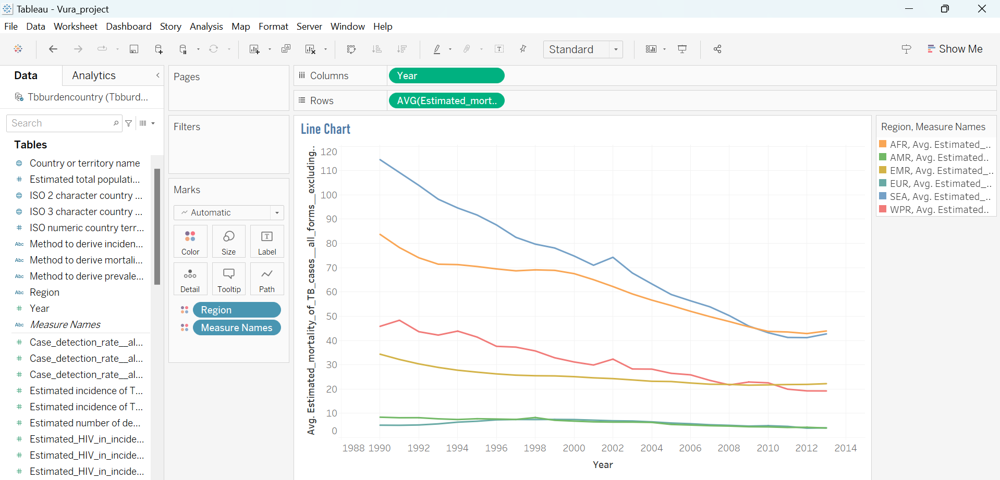 Tableau - Vura_project
File Data Worksheet Dashboard Story Analysis Map Format Server Window Help
Standard
Show Me
Data
Analytics
Tbburdencountry (Tbburd...
Search
Tables
Country or territory name
Estimated total populati...
ISO 2 character country ...
ISO 3 character country ...
ISO numeric country terr...
Abc Method to derive inciden...
Abc Method to derive mortali...
Abc Method to derive prevale...
Abc Region
Year
Abc Measure Names
Case_detection_rate__al...
Case_detection_rate__al...
Case_detection_rate__al...
Estimated incidence of T...
Estimated incidence of T...
Estimated number of de...
Estimated_HIV_in_incide...
Estimated_HIV_in_incide...
Estimated_HIV_in_incide...
Pages
Filters
Marks
Automatic
Color Size Label
Detail Tooltip Path
Region
Measure Names
Columns
Year
Rows
AVG(Estimated_mort..
Line Chart
Avg. Estimated_mortality_of_TB_cases__all_forms__excluding..
120
110
100
90
80
70
60
50
40
30
20
10
0
1988 1990 1992 1994 1996 1998 2000 2002 2004 2006 2008 2010 2012 2014
Year
Region, Measure Names
AFR, Avg. Estimated_..
AMR, Avg. Estimated..
EMR, Avg. Estimated_..
EUR, Avg. Estimated_..
SEA, Avg. Estimated_..
WPR, Avg. Estimated..